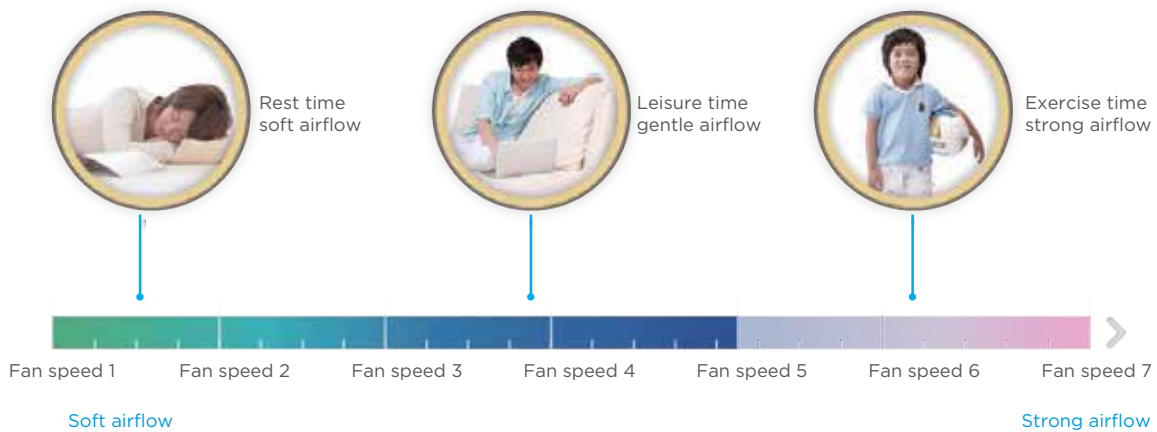 Rest time
soft airflow
Leisure time
gentle airflow
Exercise time
strong airflow
Fan speed 1
Fan speed 2
Fan speed 3
Fan speed 4
Fan speed 5
Fan speed 6
Fan speed 7
Soft airflow
Strong airflow